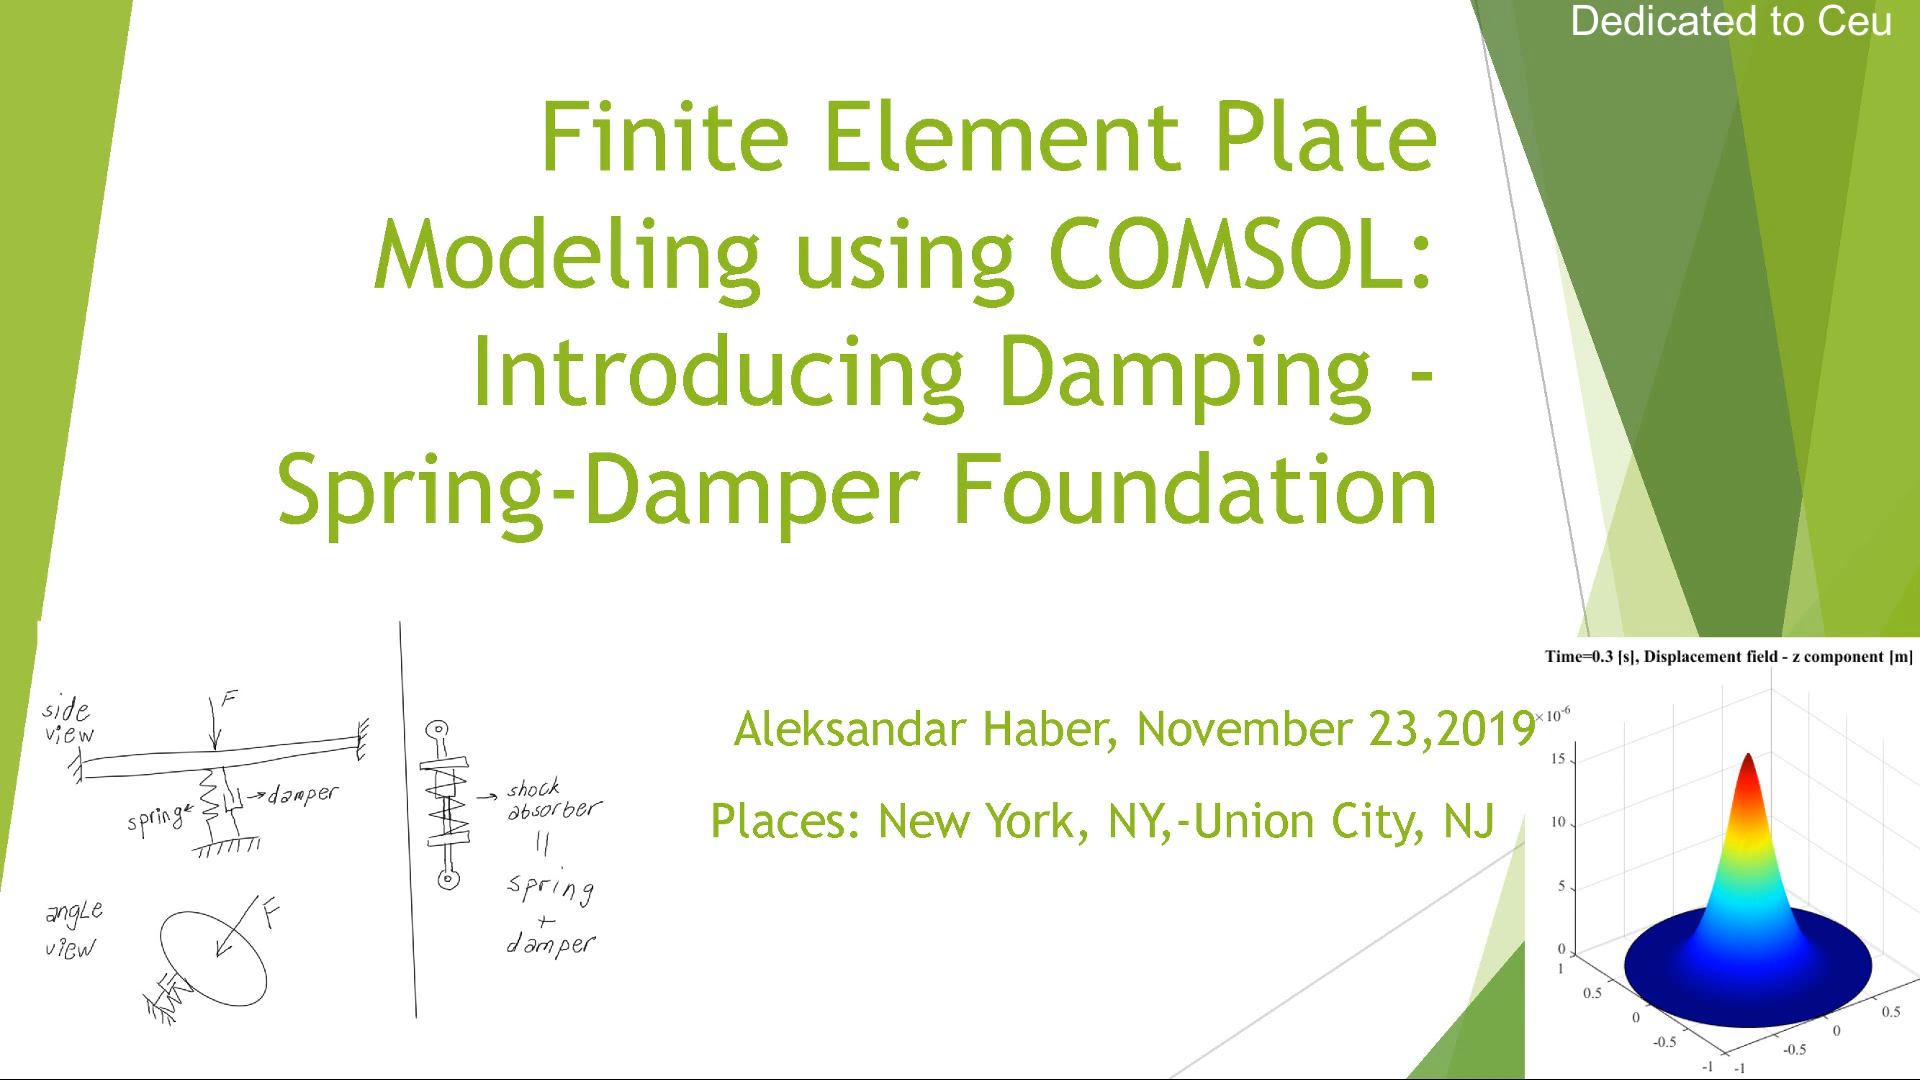 Dedicated to Ceu
Finite Element Plate
Modeling using COMSOL:
Introducing Damping -
Spring-Damper Foundation
Aleksandar Haber, November 23,2019
Places: New York, NY,-Union City, NJ
side
view
F
spring
damper
angle
view
F
shock
absorber
||
spring
+
damper
Time=0.3 [s], Displacement field - z component [m]
×10-6
15
10
5
0
1
0.5
0
-0.5
-1
-1
-0.5
0
0.5